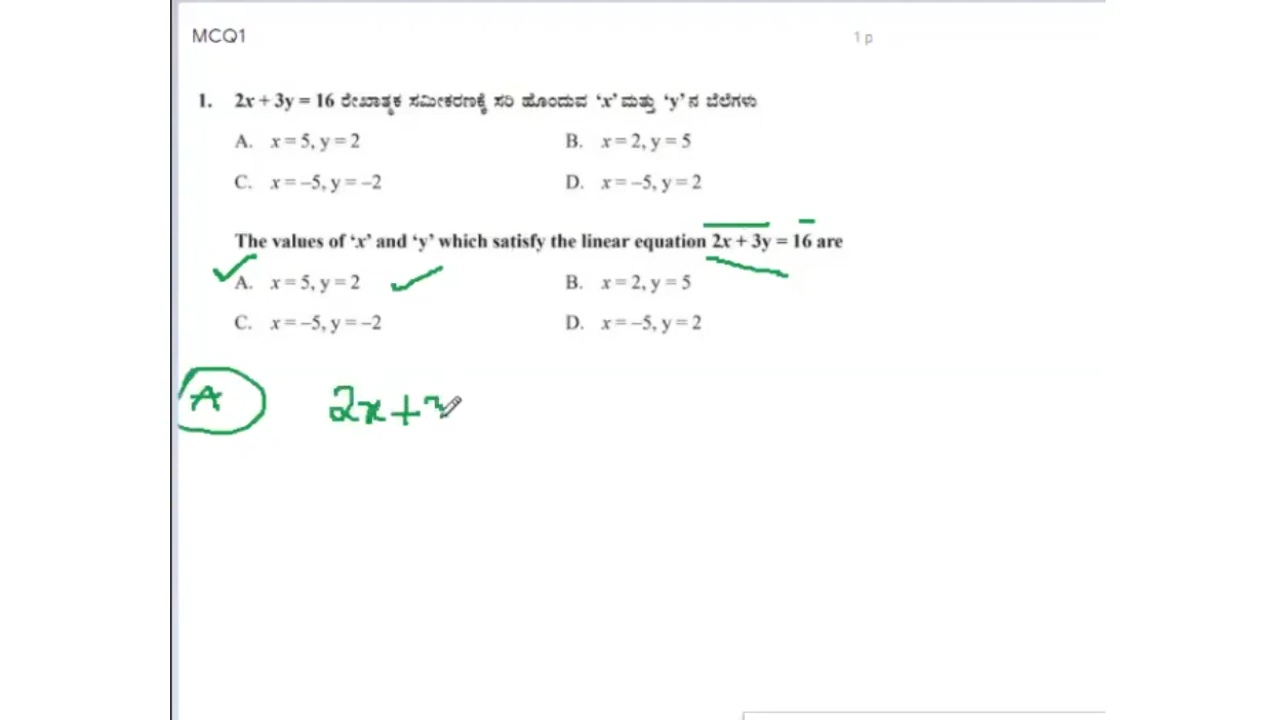 MCQ1
1 p
1. 2x + 3y = 16 ರೇಖಾತ್ಮಕ ಸಮೀಕರಣಕ್ಕೆ ಸರಿ ಹೊಂದುವ ‘x’ ಮತ್ತು ‘y’ ನ ಬೆಲೆಗಳು
A. x = 5, y = 2 B. x = 2, y = 5
C. x = –5, y = –2 D. x = –5, y = 2
The values of ‘x’ and ‘y’ which satisfy the linear equation 2x + 3y = 16 are
A. x = 5, y = 2 B. x = 2, y = 5
C. x = –5, y = –2 D. x = –5, y = 2
A 2x+